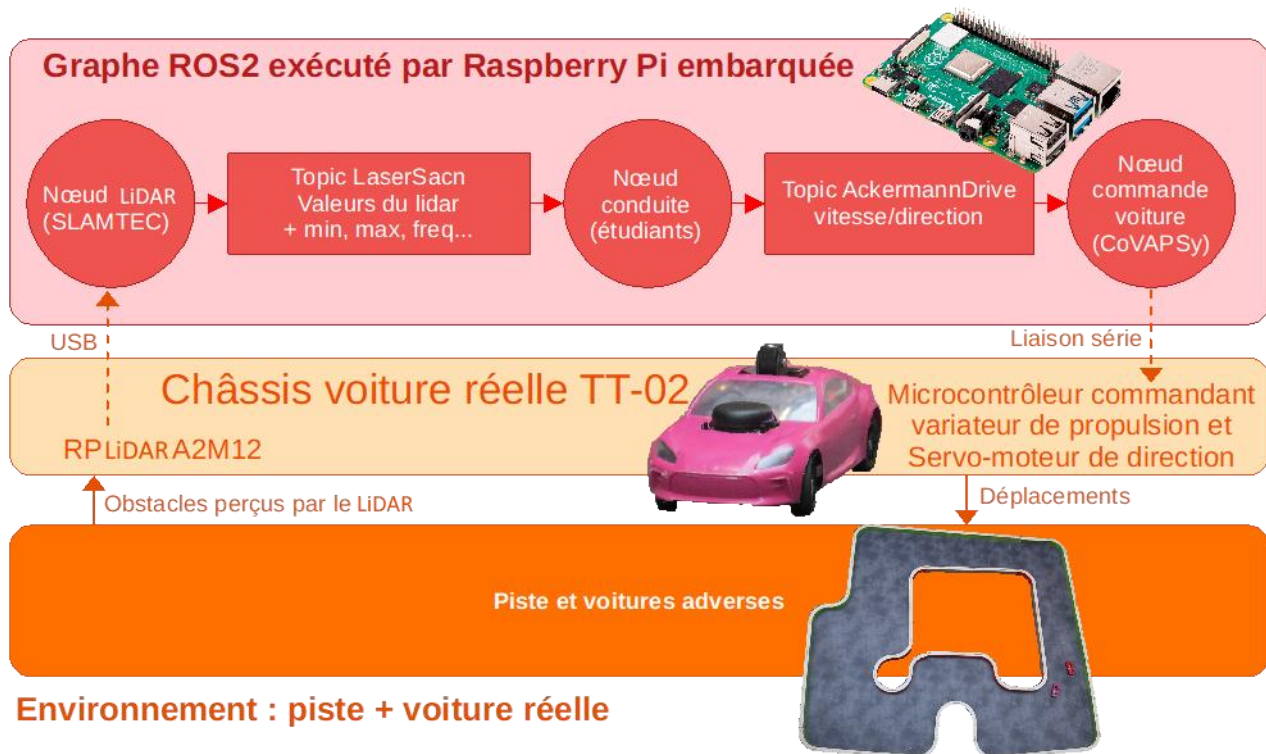 Graphe ROS2 exécuté par Raspberry Pi embarquée
Nœud LiDAR
(SLAMTEC)
Topic LaserSacn
Valeurs du lidar
+ min, max, freq...
Nœud
conduite
(étudiants)
Topic AckermannDrive
vitesse/direction
Nœud
commande
voiture
(CoVAPSy)
USB
Liaison série
Châssis voiture réelle TT-02
RPLiDAR A2M12
Microcontrôleur commandant
variateur de propulsion et
Servo-moteur de direction
Obstacles perçus par le LiDAR
Déplacements
Piste et voitures adverses
Environnement : piste + voiture réelle